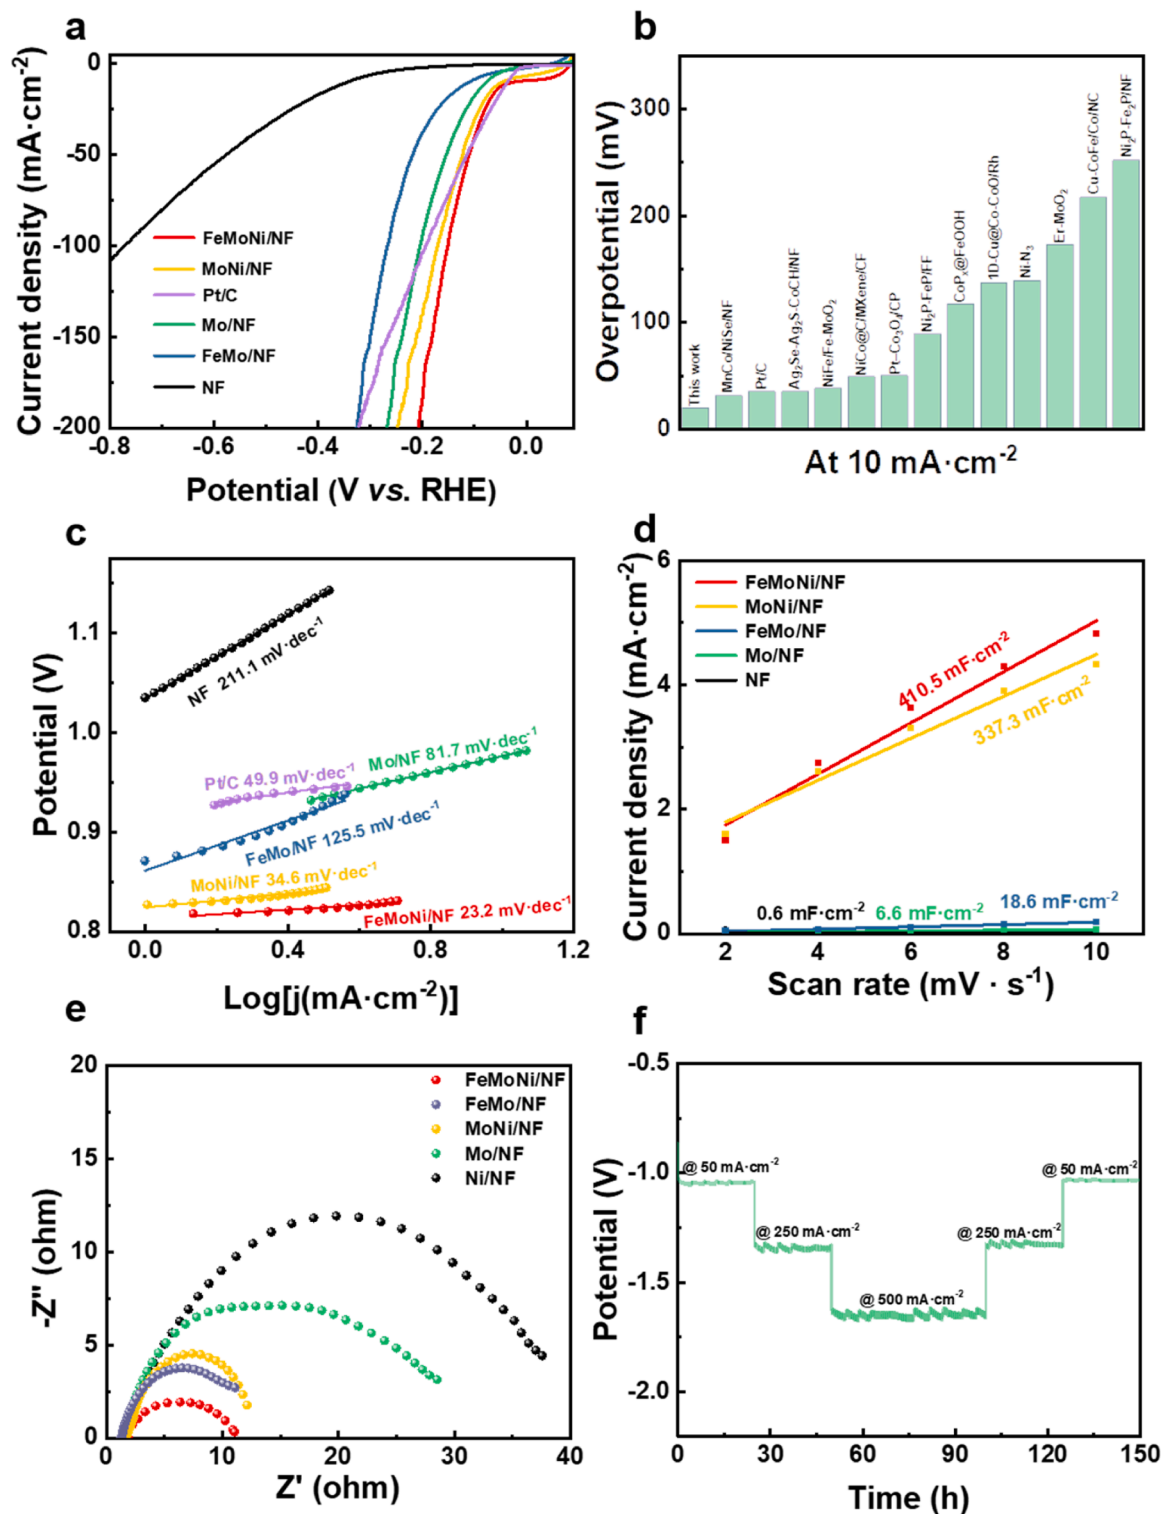 a
Current density (mA·cm⁻²)
0
-50
-100
-150
-200
FeMoNi/NF
MoNi/NF
Pt/C
Mo/NF
FeMo/NF
NF
-0.8
-0.6
-0.4
-0.2
0.0
Potential (V vs. RHE)
b
Overpotential (mV)
300
200
100
0
This work
MnCo/NiSe/NF
Pt/C
Ag₂Se-Ag₂S-CoCH/NF
NiFe/Fe-MoO₂
NiCo@C/MXene/CF
Pt–Co₃O₄/CP
Ni₂P-FeP/FF
CoPₓ@FeOOH
1D-Cu@Co-CoO/Rh
Ni-N₃
Er-MoO₂
Cu-CoFe/Co/NC
Ni₂P-Fe₂P/NF
At 10 mA·cm⁻²
c
Potential (V)
1.1
1.0
0.9
0.8
NF 211.1 mV·dec⁻¹
Pt/C 49.9 mV·dec⁻¹
Mo/NF 81.7 mV·dec⁻¹
FeMo/NF 125.5 mV·dec⁻¹
MoNi/NF 34.6 mV·dec⁻¹
FeMoNi/NF 23.2 mV·dec⁻¹
0.0
0.4
0.8
1.2
Log[j(mA·cm⁻²)]
d
Current density (mA·cm⁻²)
6
4
2
0
FeMoNi/NF
MoNi/NF
FeMo/NF
Mo/NF
NF
410.5 mF·cm⁻²
337.3 mF·cm⁻²
0.6 mF·cm⁻²
6.6 mF·cm⁻²
18.6 mF·cm⁻²
2
4
6
8
10
Scan rate (mV · s⁻¹)
e
-Z'' (ohm)
20
15
10
5
0
FeMoNi/NF
FeMo/NF
MoNi/NF
Mo/NF
Ni/NF
0
10
20
30
40
Z' (ohm)
f
Potential (V)
-0.5
-1.0
-1.5
-2.0
@ 50 mA·cm⁻²
@ 250 mA·cm⁻²
@ 500 mA·cm⁻²
@ 250 mA·cm⁻²
@ 50 mA·cm⁻²
0
30
60
90
120
150
Time (h)